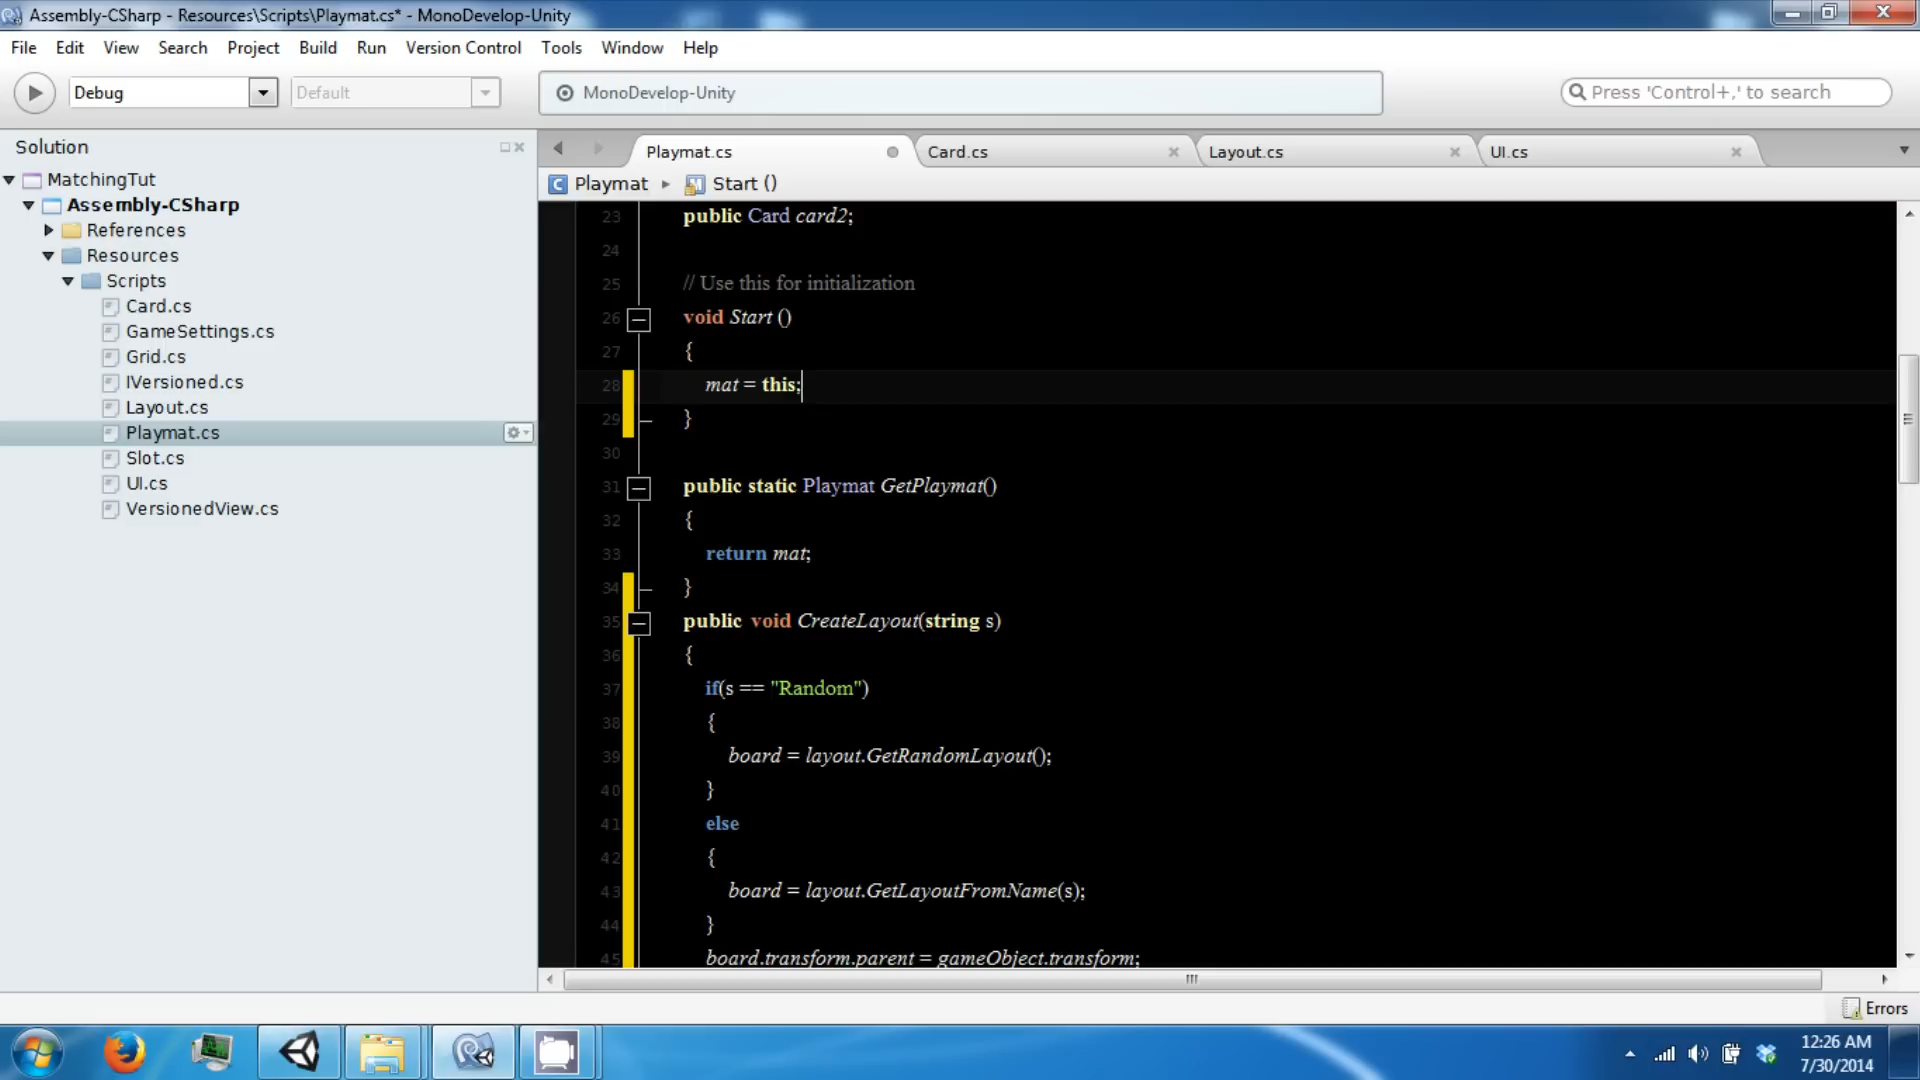 Assembly-CSharp - Resources\Scripts\Playmat.cs* - MonoDevelop-Unity
File Edit View Search Project Build Run Version Control Tools Window Help
Debug Default MonoDevelop-Unity Press 'Control+,' to search
Solution
MatchingTut
Assembly-CSharp
References
Resources
Scripts
Card.cs
GameSettings.cs
Grid.cs
IVersioned.cs
Layout.cs
Playmat.cs
Slot.cs
UI.cs
VersionedView.cs
Playmat.cs Card.cs Layout.cs UI.cs
Playmat Start ()
23 public Card card2;
24
25 // Use this for initialization
26 void Start ()
27 {
28 mat = this;
29 }
30
31 public static Playmat GetPlaymat()
32 {
33 return mat;
34 }
35 public void CreateLayout(string s)
36 {
37 if(s == "Random")
38 {
39 board = layout.GetRandomLayout();
40 }
41 else
42 {
43 board = layout.GetLayoutFromName(s);
44 }
45 board.transform.parent = gameObject.transform;
Errors
12:26 AM
7/30/2014